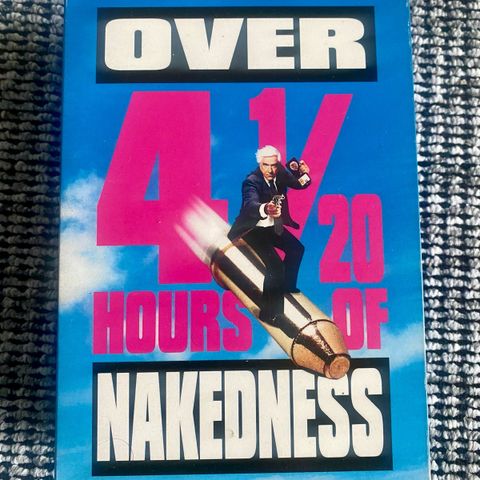 OVER
4 1/20
HOURS OF
NAKEDNESS